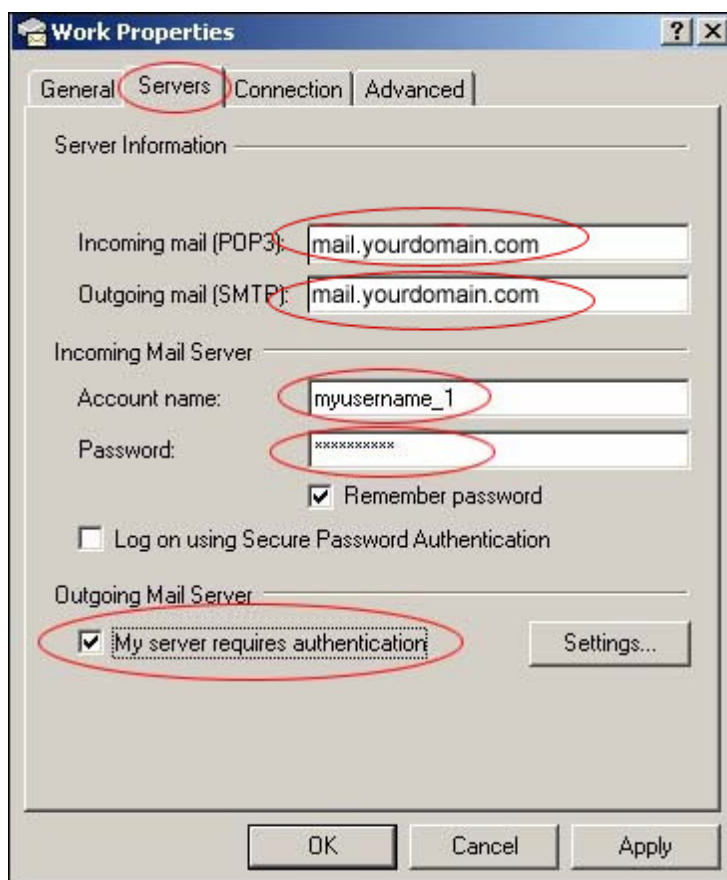 Work Properties
General Servers Connection Advanced
Server Information
Incoming mail (POP3): mail.yourdomain.com
Outgoing mail (SMTP): mail.yourdomain.com
Incoming Mail Server
Account name: myusername_1
Password: **********
Remember password
Log on using Secure Password Authentication
Outgoing Mail Server
My server requires authentication Settings...
OK Cancel Apply